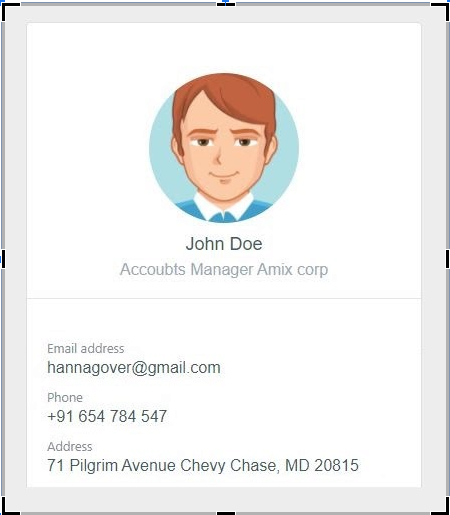 John Doe
Accoubts Manager Amix corp
Email address
hannagover@gmail.com
Phone
+91 654 784 547
Address
71 Pilgrim Avenue Chevy Chase, MD 20815